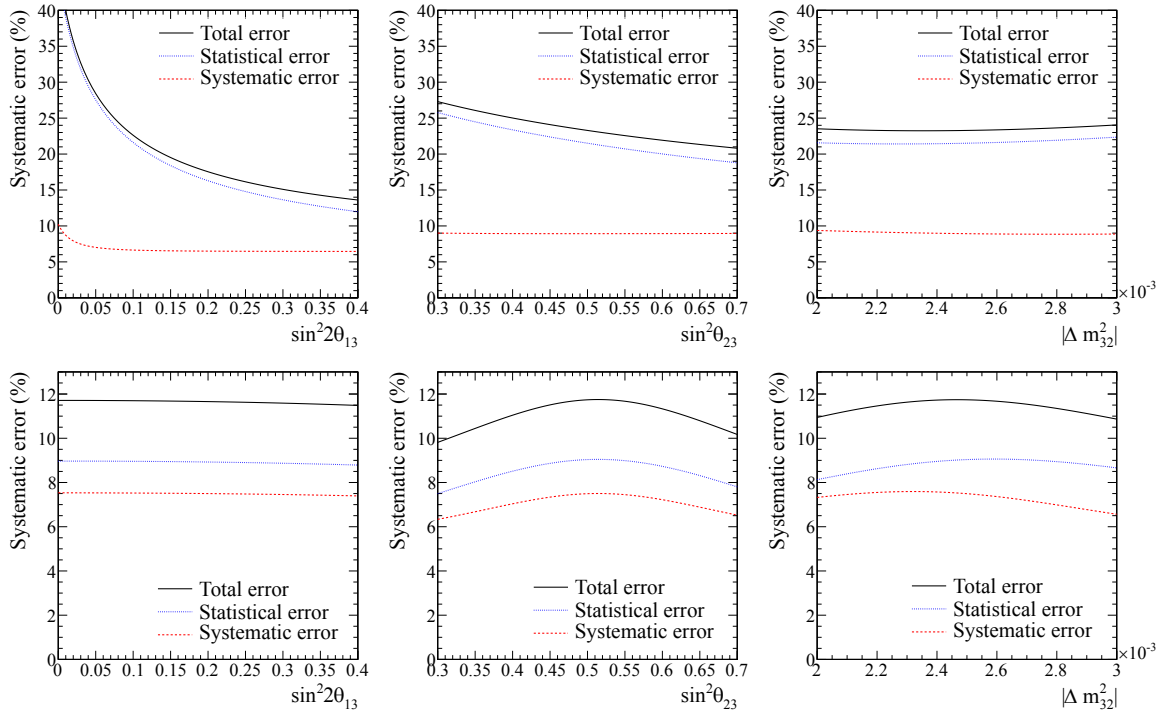 Systematic error (%)
40
35
30
25
20
15
10
5
0
Total error
Statistical error
Systematic error
0 0.05 0.1 0.15 0.2 0.25 0.3 0.35 0.4
sin²2θ₁₃
Systematic error (%)
40
35
30
25
20
15
10
5
0
Total error
Statistical error
Systematic error
0.3 0.35 0.4 0.45 0.5 0.55 0.6 0.65 0.7
sin²θ₂₃
Systematic error (%)
40
35
30
25
20
15
10
5
0
Total error
Statistical error
Systematic error
2 2.2 2.4 2.6 2.8 3
×10⁻³
|Δ m²₃₂|
Systematic error (%)
12
10
8
6
4
2
0
Total error
Statistical error
Systematic error
0 0.05 0.1 0.15 0.2 0.25 0.3 0.35 0.4
sin²2θ₁₃
Systematic error (%)
12
10
8
6
4
2
0
Total error
Statistical error
Systematic error
0.3 0.35 0.4 0.45 0.5 0.55 0.6 0.65 0.7
sin²θ₂₃
Systematic error (%)
12
10
8
6
4
2
0
Total error
Statistical error
Systematic error
2 2.2 2.4 2.6 2.8 3
×10⁻³
|Δ m²₃₂|